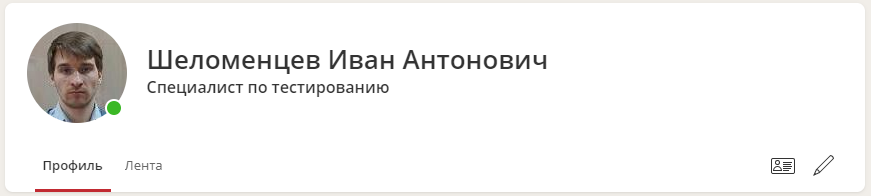 Шеломенцев Иван Антонович
Специалист по тестированию
Профиль Лента